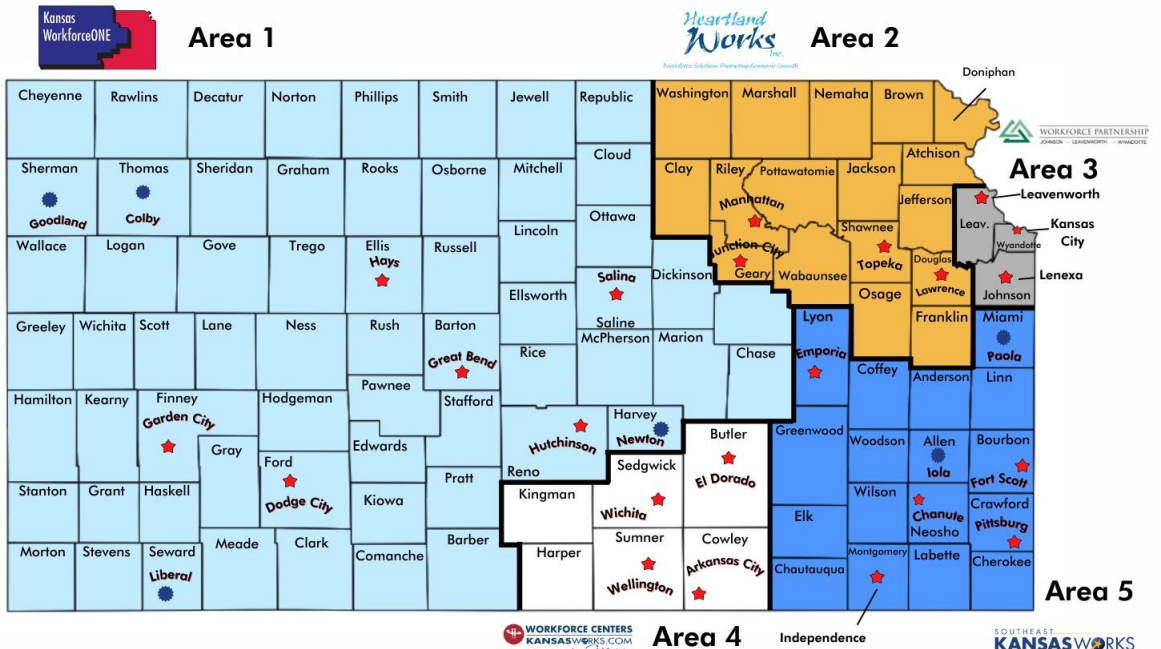 Kansas
WorkforceONE
Area 1
Heartland
Works
Inc.
Workforce Solutions Promoting Economic Growth
Area 2
Doniphan
WORKFORCE PARTNERSHIP
JOHNSON - LEAVENWORTH - WYANDOTTE
Area 3
Leavenworth
Kansas
City
Lenexa
Cheyenne
Rawlins
Decatur
Norton
Phillips
Smith
Jewell
Republic
Washington
Marshall
Nemaha
Brown
Cloud
Atchison
Sherman
Goodland
Thomas
Colby
Sheridan
Graham
Rooks
Osborne
Mitchell
Clay
Riley
Manhattan
Pottawatomie
Jackson
Jefferson
Leav.
Wyandotte
Ottawa
Lincoln
Shawnee
Topeka
Wallace
Logan
Gove
Trego
Ellis
Hays
Russell
Salina
Saline
Dickinson
unction City
Geary
Wabaunsee
Douglas
Lawrence
Johnson
Ellsworth
Osage
Franklin
Miami
Paola
Greeley
Wichita
Scott
Lane
Ness
Rush
Barton
Great Bend
Rice
McPherson
Marion
Chase
Lyon
Emporia
Coffey
Anderson
Linn
Hamilton
Kearny
Finney
Garden City
Hodgeman
Pawnee
Stafford
Edwards
Hutchinson
Reno
Harvey
Newton
Butler
El Dorado
Greenwood
Woodson
Allen
Iola
Bourbon
Fort Scott
Gray
Ford
Dodge City
Pratt
Sedgwick
Wichita
Stanton
Grant
Haskell
Kiowa
Kingman
Elk
Wilson
Chanute
Neosho
Crawford
Pittsburg
Morton
Stevens
Seward
Liberal
Meade
Clark
Comanche
Barber
Harper
Sumner
Wellington
Cowley
Arkansas City
Chautauqua
Montgomery
Labette
Cherokee
Area 5
WORKFORCE CENTERS
KANSASWORKS.COM
Area 4
Independence
SOUTHEAST
KANSASWORKS